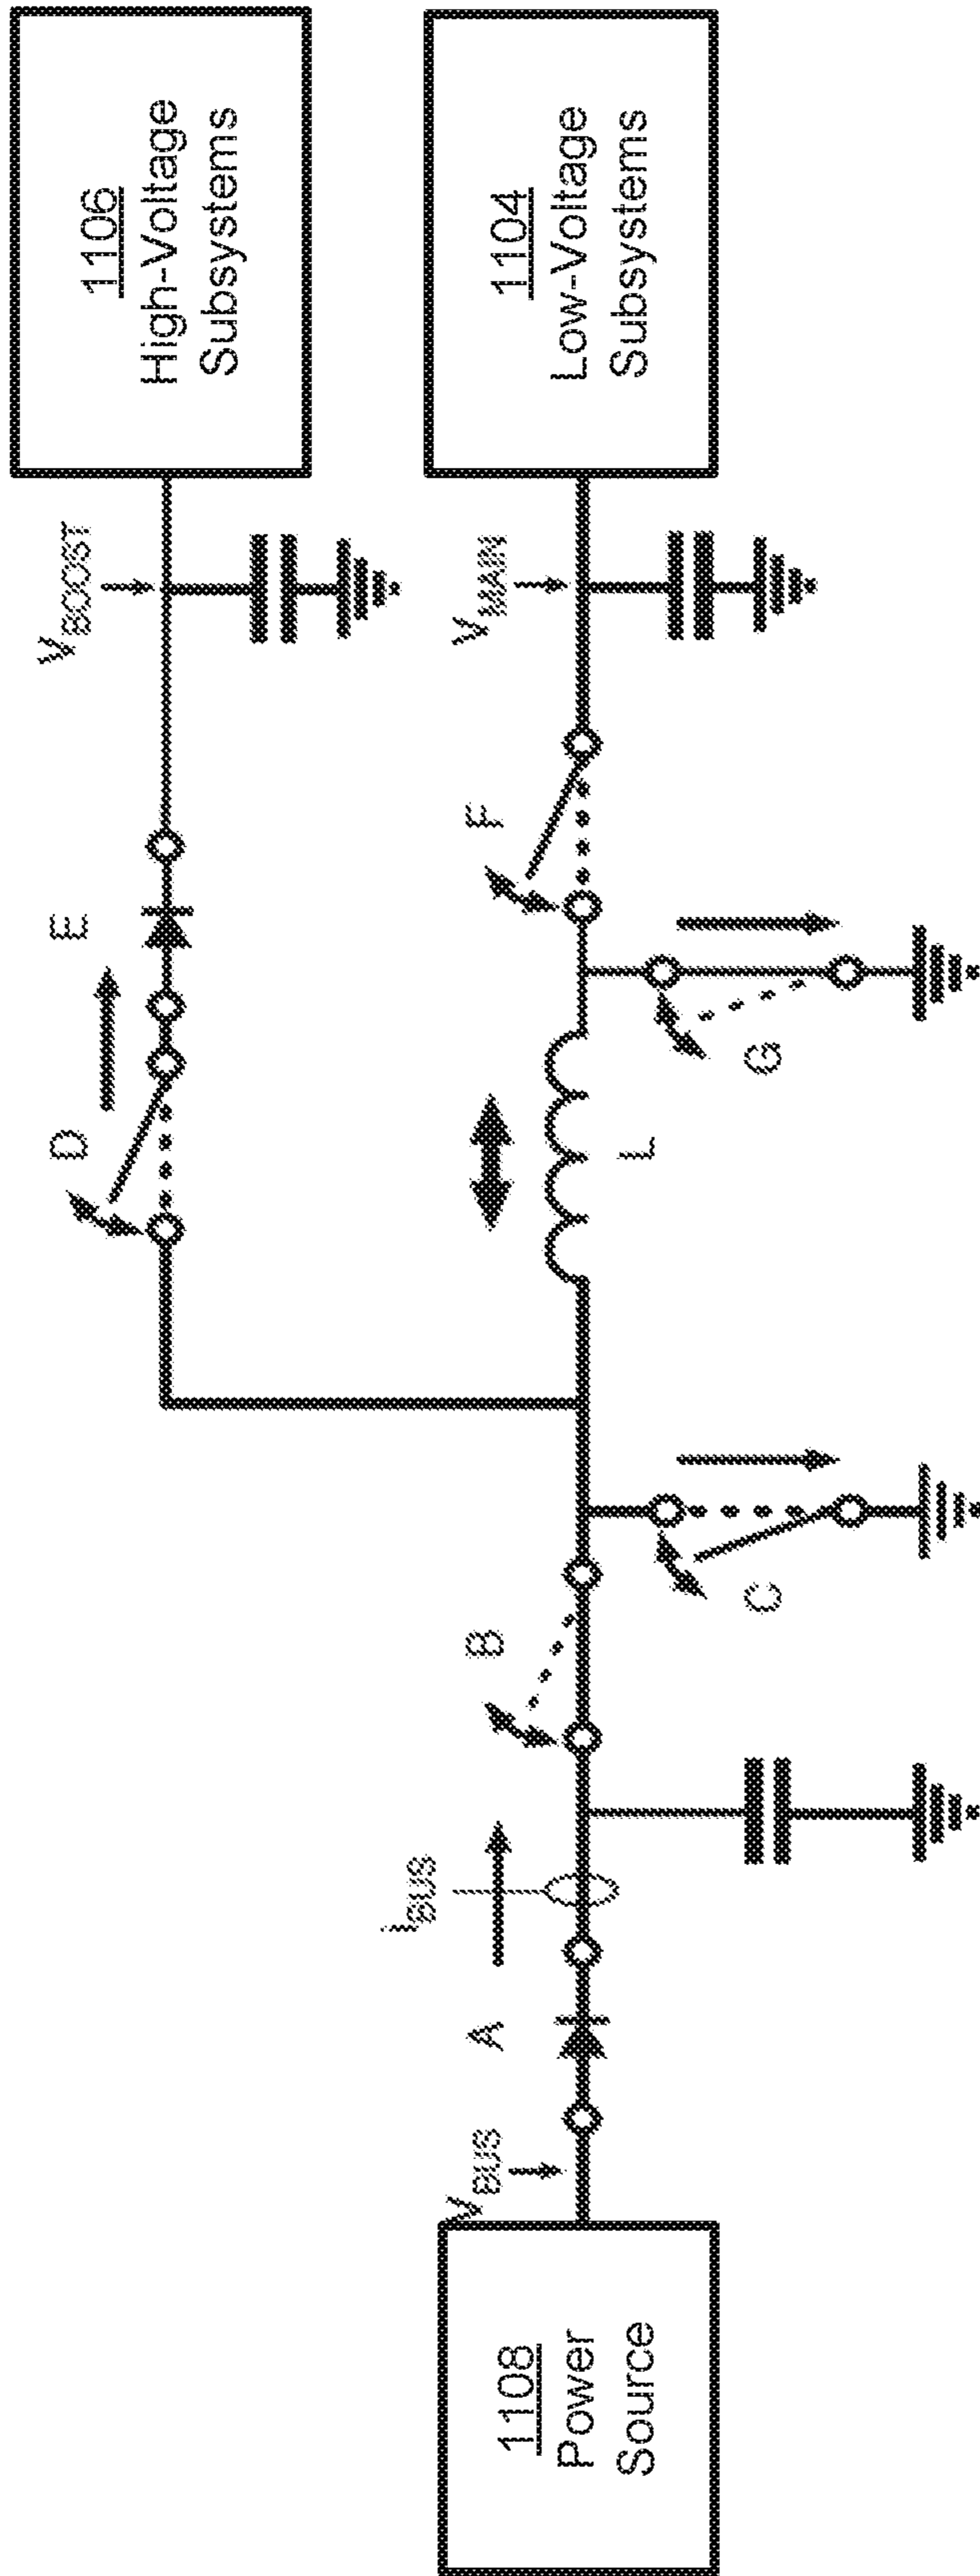 1106
High-Voltage
Subsystems
V_BOOST
E
D
1104
Low-Voltage
Subsystems
V_MAIN
F
G
L
B
C
I_BUS
A
V_BUS
1108
Power
Source